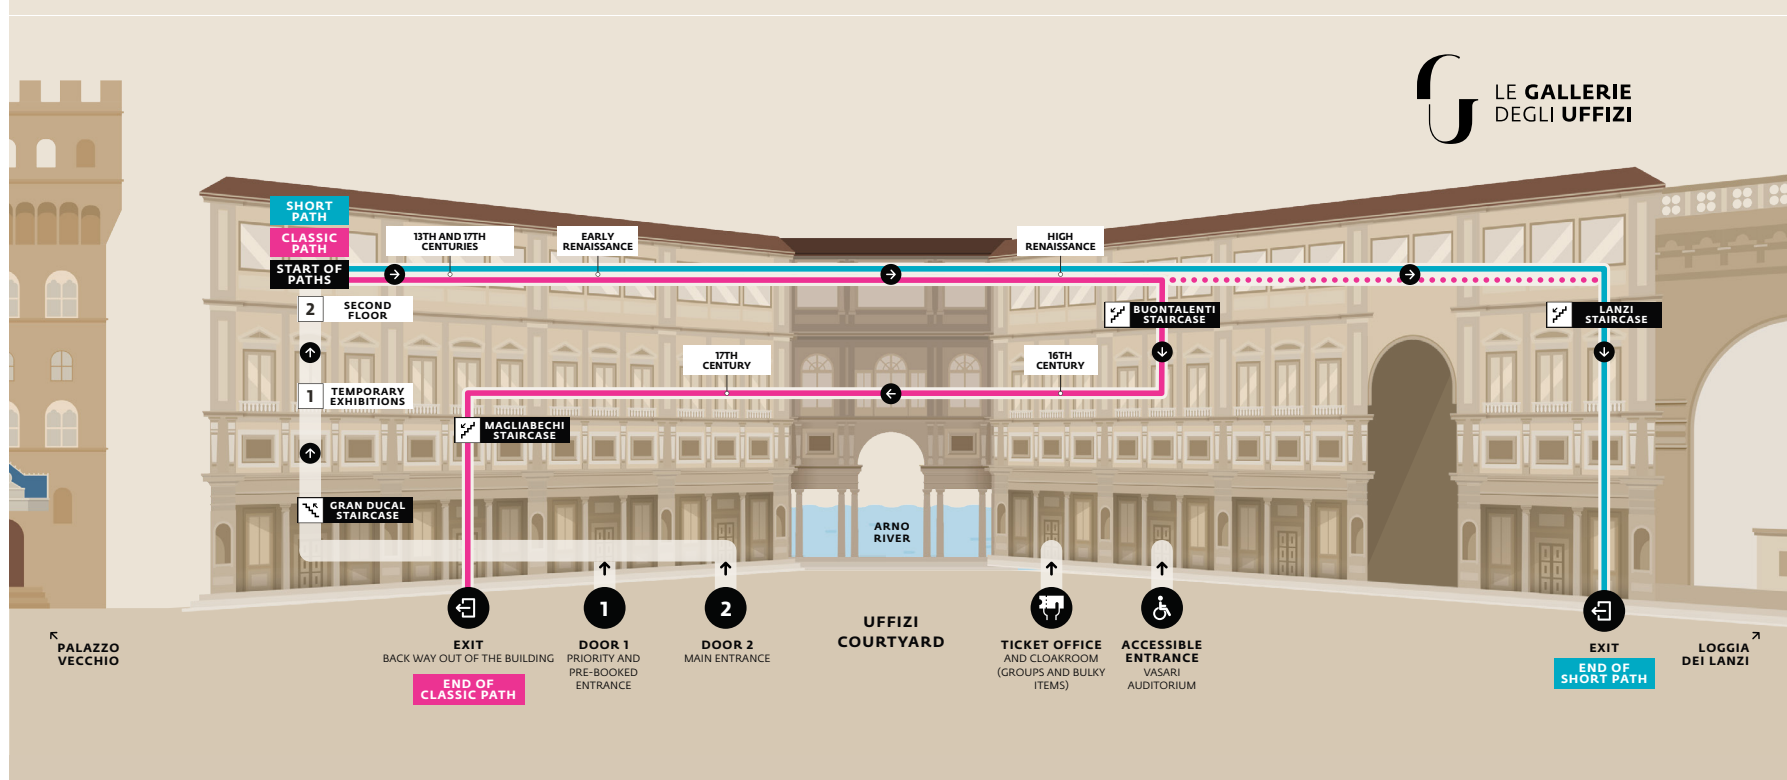 LE GALLERIE
DEGLI UFFIZI
SHORT
PATH
CLASSIC
PATH
START OF
PATHS
13TH AND 17TH
CENTURIES
EARLY
RENAISSANCE
HIGH
RENAISSANCE
2
SECOND
FLOOR
BUONTALENTI
STAIRCASE
LANZI
STAIRCASE
17TH
CENTURY
16TH
CENTURY
1
TEMPORARY
EXHIBITIONS
MAGLIABECHI
STAIRCASE
GRAN DUCAL
STAIRCASE
ARNO
RIVER
1
2
UFFIZI
COURTYARD
PALAZZO
VECCHIO
EXIT
BACK WAY OUT OF THE BUILDING
END OF
CLASSIC PATH
DOOR 1
PRIORITY AND
PRE-BOOKED
ENTRANCE
DOOR 2
MAIN ENTRANCE
TICKET OFFICE
AND CLOAKROOM
(GROUPS AND BULKY
ITEMS)
ACCESSIBLE
ENTRANCE
VASARI
AUDITORIUM
EXIT
END OF
SHORT PATH
LOGGIA
DEI LANZI